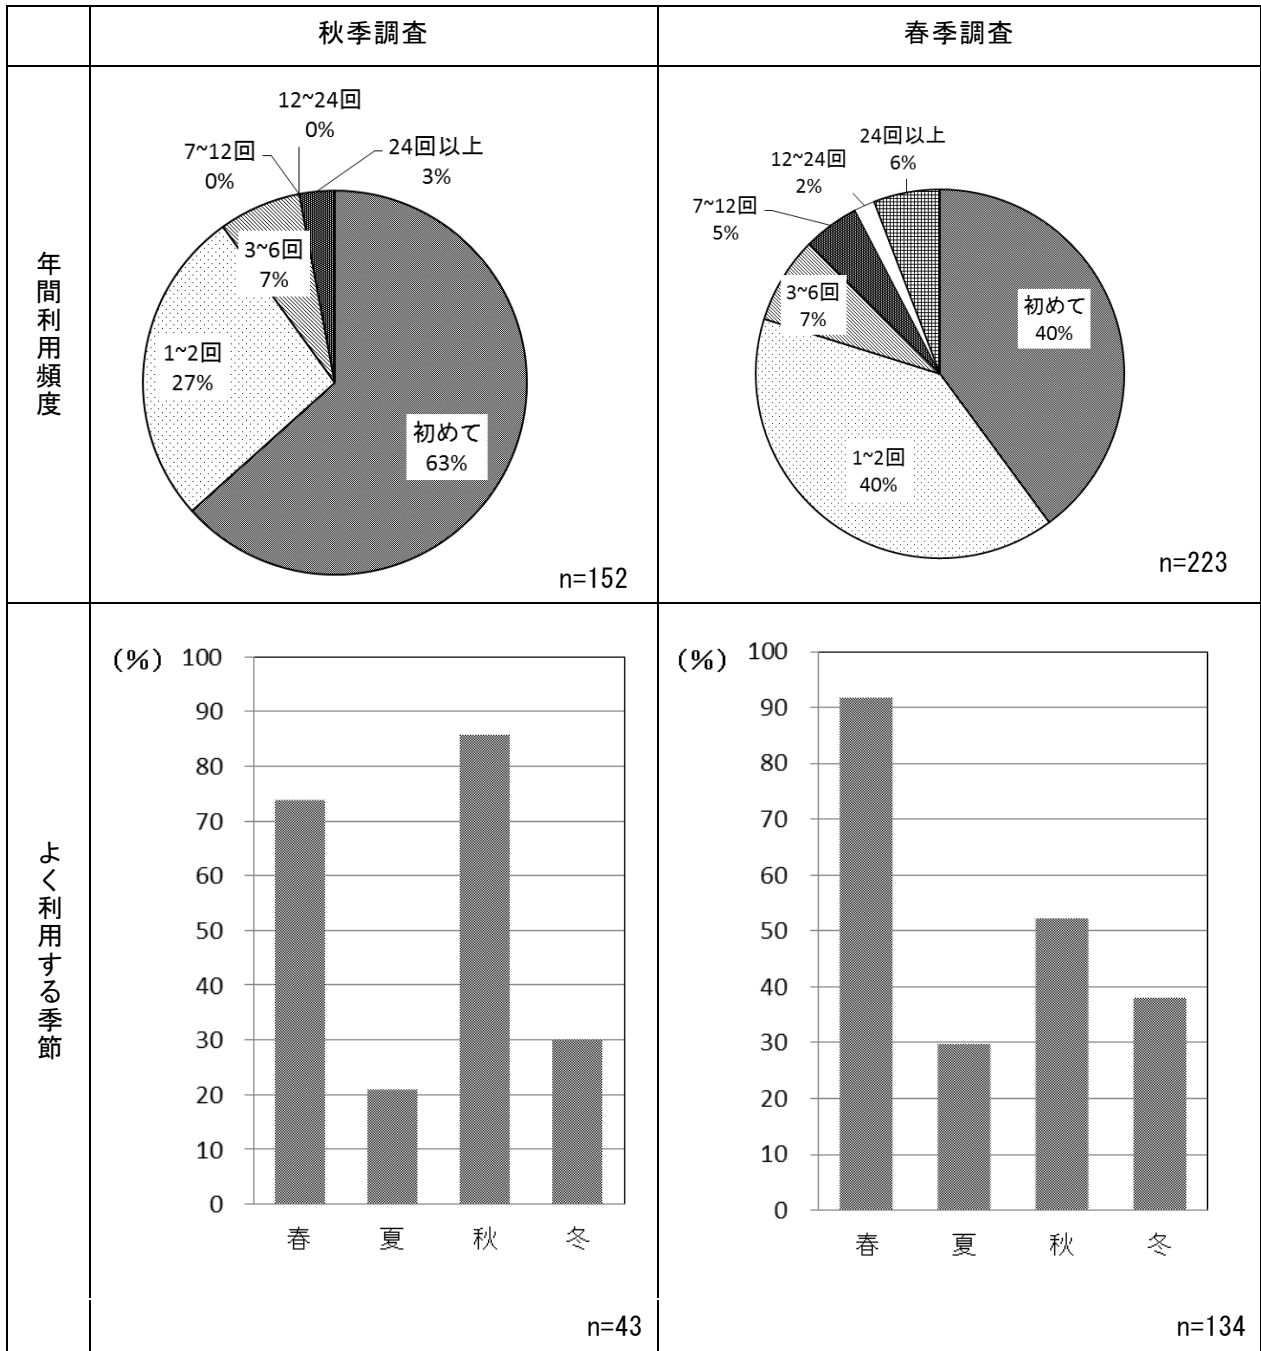 秋季調査
春季調査
年間利用頻度
12~24回
0%
7~12回
0%
24回以上
3%
3~6回
7%
1~2回
27%
初めて
63%
n=152
24回以上
6%
12~24回
2%
7~12回
5%
3~6回
7%
初めて
40%
1~2回
40%
n=223
よく利用する季節
(%)
100
90
80
70
60
50
40
30
20
10
0
春 夏 秋 冬
n=43
(%)
100
90
80
70
60
50
40
30
20
10
0
春 夏 秋 冬
n=134